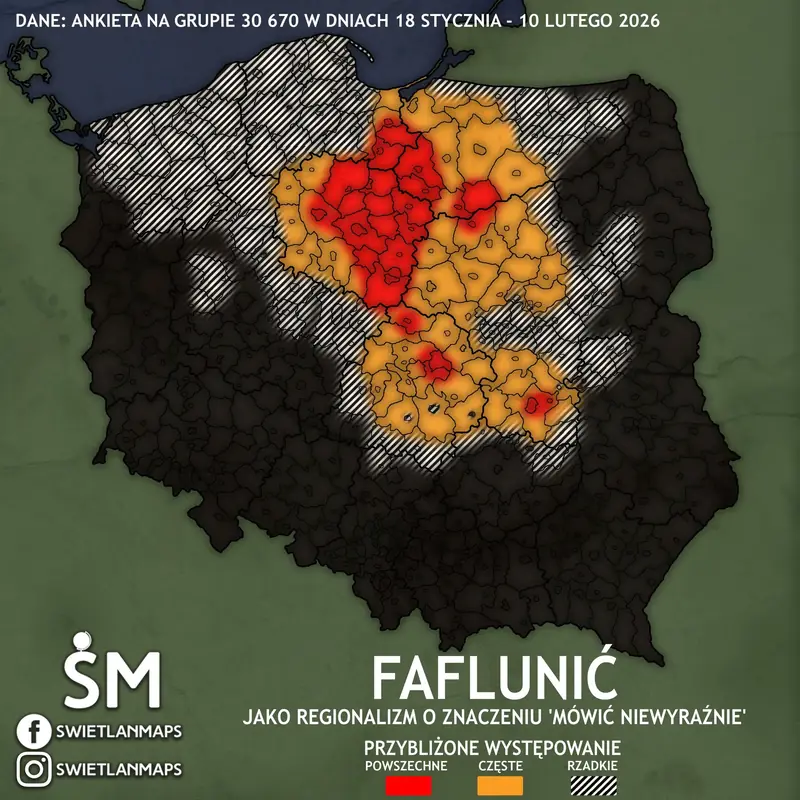 DANE: ANKIETA NA GRUPIE 30 670 W DNIACH 18 STYCZNIA - 10 LUTEGO 2026
ŚM
SWIETLANMAPS
SWIETLANMAPS
FAFLUNIĆ
JAKO REGIONALIZM O ZNACZENIU 'MÓWIĆ NIEWYRAŹNIE'
PRZYBLIŻONE WYSTĘPOWANIE
POWSZECHNE CZĘSTE RZADKIE